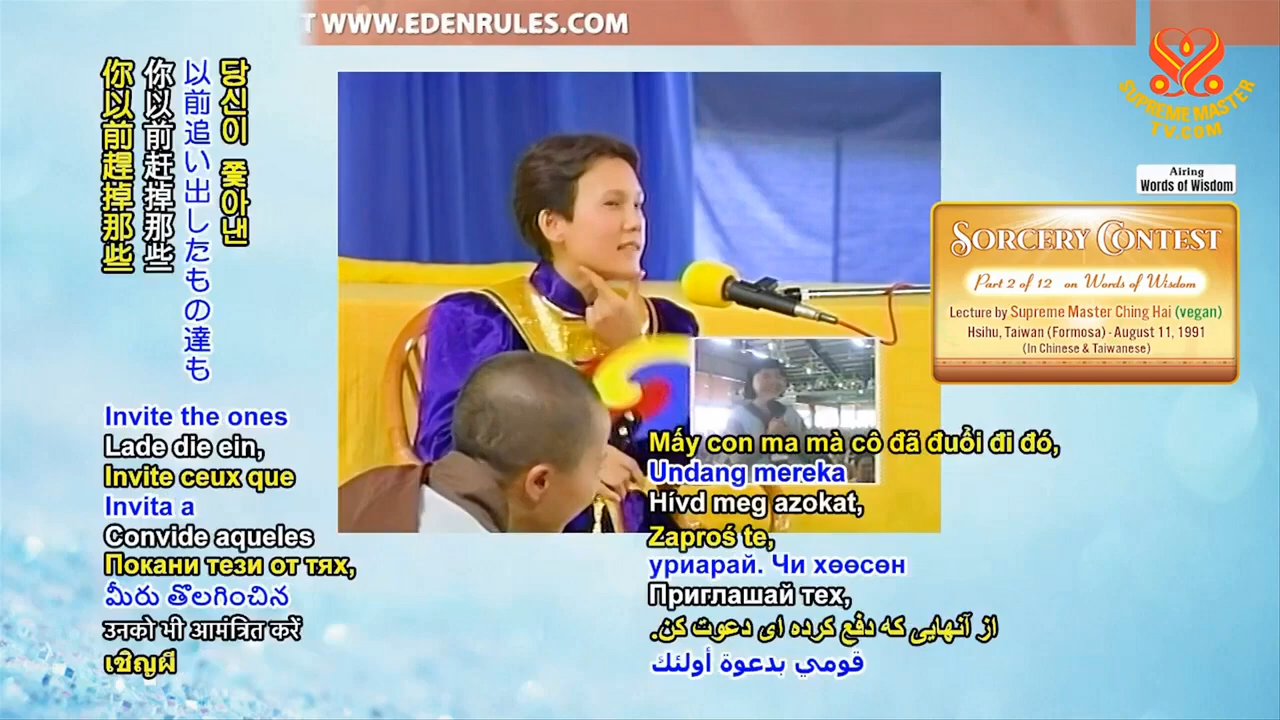 WWW.EDENRULES.COM
SUPREME MASTER
TV.COM
Airing
Words of Wisdom
SORCERY CONTEST
Part 2 of 12 on Words of Wisdom
Lecture by Supreme Master Ching Hai (vegan)
Hsihu, Taiwan (Formosa) - August 11, 1991
(In Chinese & Taiwanese)
당신이 쫓아낸
以前追い出したもの達も
你以前赶掉那些
你以前趕掉那些
Invite the ones
Lade die ein,
Invite ceux que
Invita a
Convide aqueles
Покани тези от тях,
మీరు తొలగించిన
उनको भी आमंत्रित करें
เชิญผี
Mấy con ma mà cô đã đuổi đi đó,
Undang mereka
Hívd meg azokat,
Zaproś te,
уриарай. Чи хөөсөн
Приглашай тех,
از آنهایی که دفع کرده ای دعوت کن.
قومي بدعوة أولئك